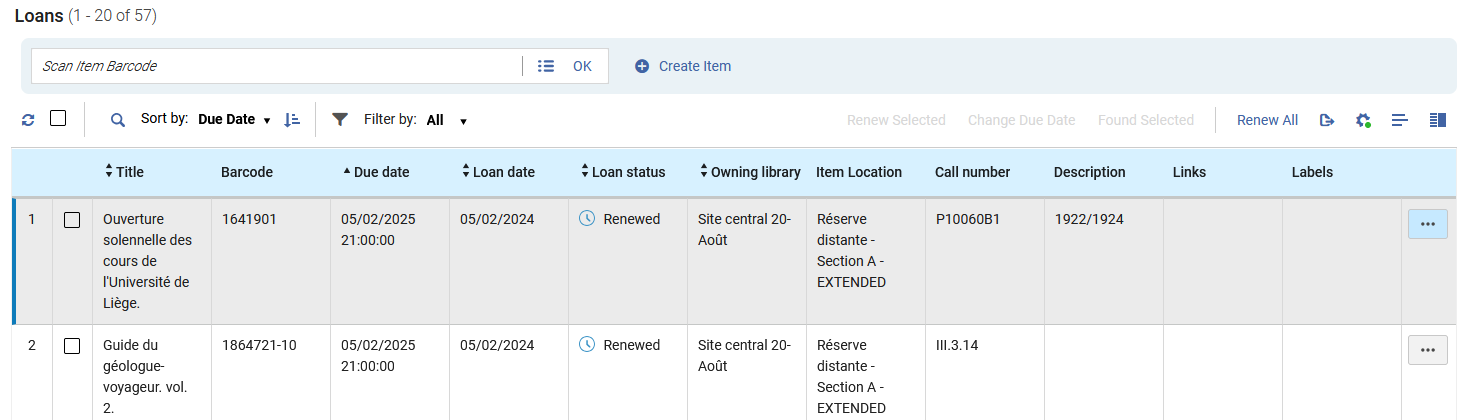 Loans (1 - 20 of 57)
Scan Item Barcode OK Create Item
Sort by: Due Date Filter by: All Renew Selected Change Due Date Found Selected Renew All
Title Barcode Due date Loan date Loan status Owning library Item Location Call number Description Links Labels
1 Ouverture 1641901 05/02/2025 05/02/2024 Renewed Site central 20- Réserve P10060B1 1922/1924 ...
solennelle des 21:00:00 Août distante -
cours de Section A -
l'Université de EXTENDED
Liège.
2 Guide du 1864721-10 05/02/2025 05/02/2024 Renewed Site central 20- Réserve III.3.14 ...
géologue- 21:00:00 Août distante -
voyageur. vol. Section A -
2. EXTENDED